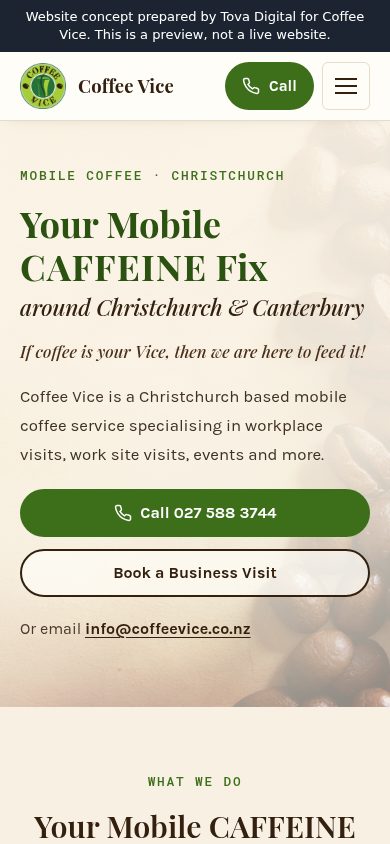 Website concept prepared by Tova Digital for Coffee
Vice. This is a preview, not a live website.
COFFEE
VICE
Coffee Vice
Call
MOBILE COFFEE · CHRISTCHURCH
Your Mobile
CAFFEINE Fix
around Christchurch & Canterbury
If coffee is your Vice, then we are here to feed it!
Coffee Vice is a Christchurch based mobile
coffee service specialising in workplace
visits, work site visits, events and more.
Call 027 588 3744
Book a Business Visit
Or email info@coffeevice.co.nz
WHAT WE DO
Your Mobile CAFFEINE